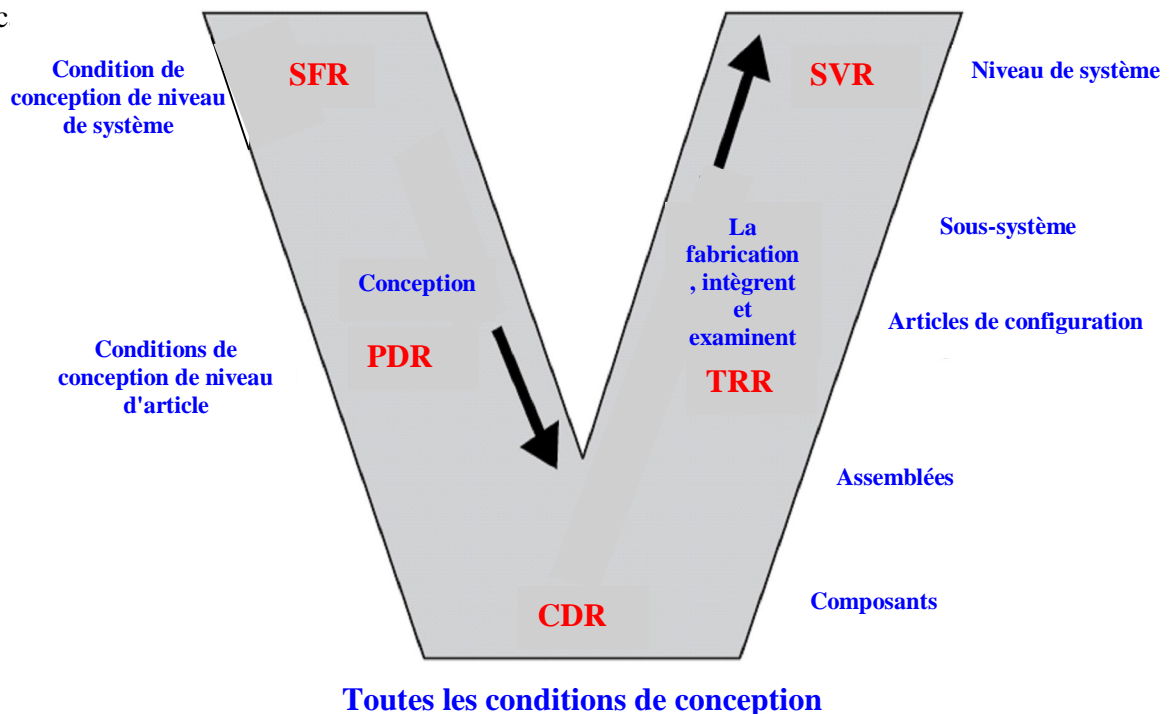 c
Condition de
conception de niveau
de système
SFR
SVR
Niveau de système
La
fabrication
, intègrent
et
examinent
Sous-système
Conception
Articles de configuration
Conditions de
conception de niveau
d'article
PDR
TRR
Assemblées
Composants
CDR
Toutes les conditions de conception